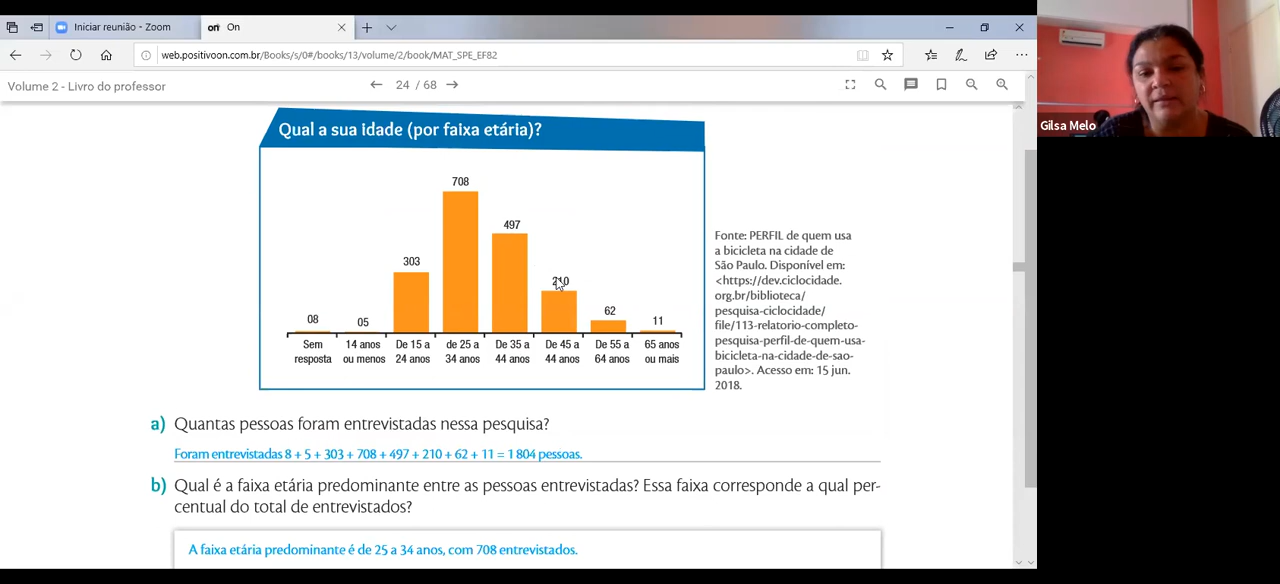 Iniciar reunião - Zoom
on
On
web.positivoon.com.br/Books/s/0#/books/13/volume/2/book/MAT_SPE_EF82
Volume 2 - Livro do professor
24 / 68
Gilsa Melo
Qual a sua idade (por faixa etária)?
708
497
303
210
62
08
05
11
Sem resposta
14 anos ou menos
De 15 a 24 anos
de 25 a 34 anos
De 35 a 44 anos
De 45 a 44 anos
De 55 a 64 anos
65 anos ou mais
Fonte: PERFIL de quem usa
a bicicleta na cidade de
São Paulo. Disponível em:
<https://dev.ciclocidade.
org.br/biblioteca/
pesquisa-ciclocidade/
file/113-relatorio-completo-
pesquisa-perfil-de-quem-usa-
bicicleta-na-cidade-de-sao-
paulo>. Acesso em: 15 jun.
2018.
a) Quantas pessoas foram entrevistadas nessa pesquisa?
Foram entrevistadas 8 + 5 + 303 + 708 + 497 + 210 + 62 + 11 = 1 804 pessoas.
b) Qual é a faixa etária predominante entre as pessoas entrevistadas? Essa faixa corresponde a qual per-
centual do total de entrevistados?
A faixa etária predominante é de 25 a 34 anos, com 708 entrevistados.